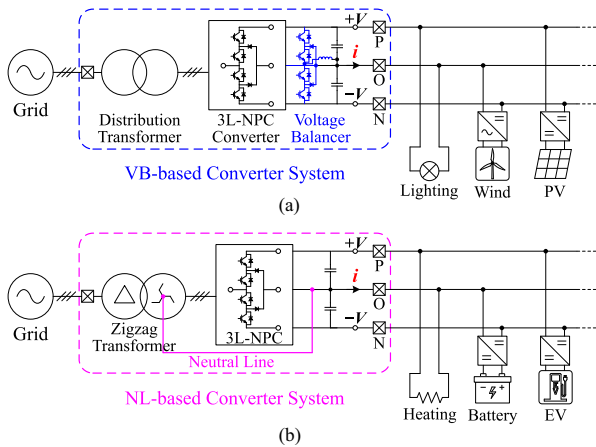 +V
P
i
O
−V
N
Grid
Distribution
Transformer
3L-NPC
Converter
Voltage
Balancer
VB-based Converter System
Lighting
Wind
PV
(a)
+V
P
i
O
−V
N
Grid
Zigzag
Transformer
3L-NPC
Neutral Line
NL-based Converter System
Heating
Battery
EV
(b)